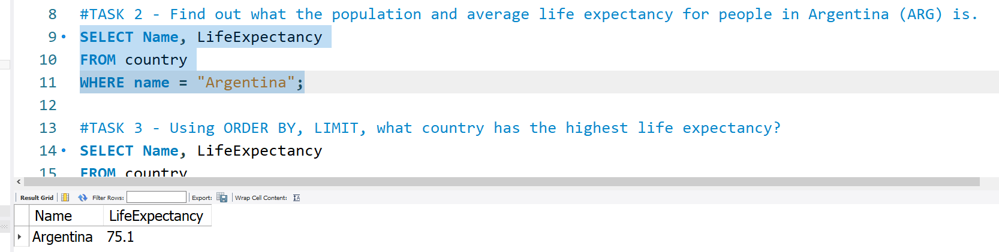 8 #TASK 2 - Find out what the population and average life expectancy for people in Argentina (ARG) is.
9 SELECT Name, LifeExpectancy
10 FROM country
11 WHERE name = "Argentina";
12
13 #TASK 3 - Using ORDER BY, LIMIT, what country has the highest life expectancy?
14 SELECT Name, LifeExpectancy
15 FROM country
Result Grid Filter Rows: Export: Wrap Cell Content:
Name LifeExpectancy
Argentina 75.1